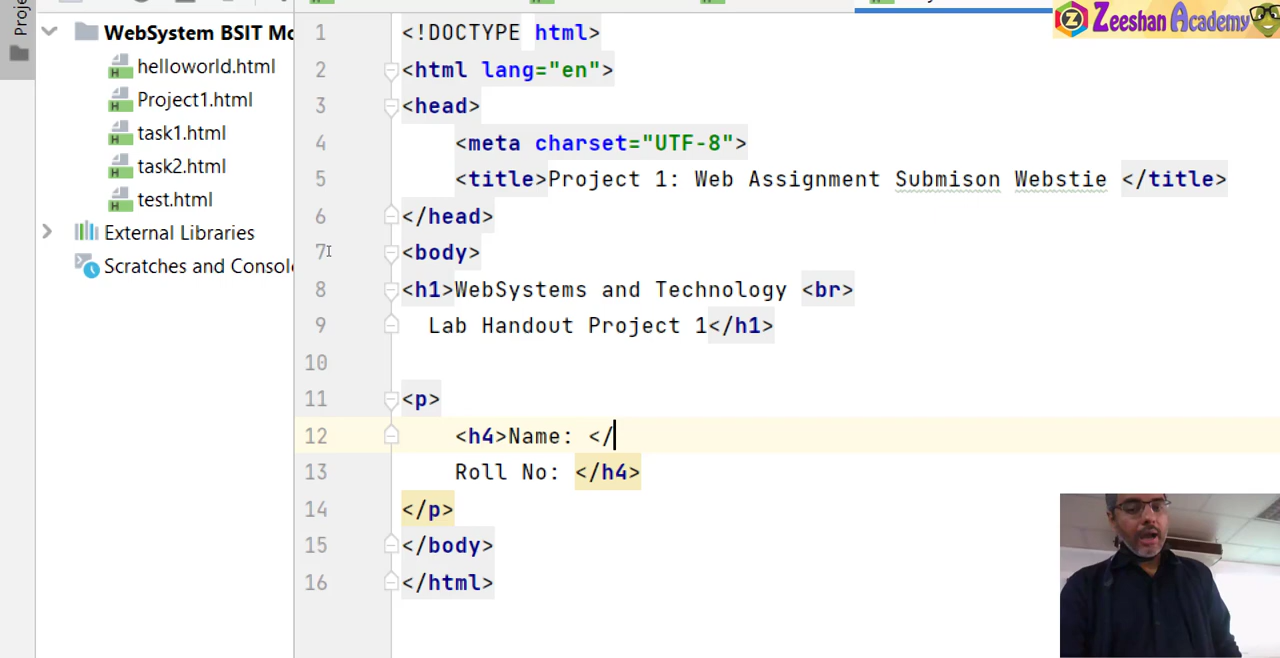 Proje
WebSystem BSIT Mo
helloworld.html
Project1.html
task1.html
task2.html
test.html
External Libraries
Scratches and Consol
Zeeshan Academy
1 <!DOCTYPE html>
2 <html lang="en">
3 <head>
4 <meta charset="UTF-8">
5 <title>Project 1: Web Assignment Submison Webstie </title>
6 </head>
7 <body>
8 <h1>WebSystems and Technology <br>
9 Lab Handout Project 1</h1>
10
11 <p>
12 <h4>Name: </
13 Roll No: </h4>
14 </p>
15 </body>
16 </html>